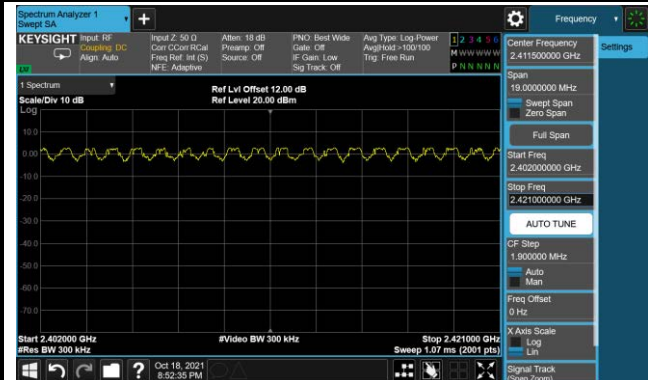 Spectrum Analyzer 1
Swept SA
+
Frequency
KEYSIGHT
Input: RF
Coupling: DC
Align: Auto
Input Z: 50 Ω
Corr CCorr RCal
Freq Ref: Int (S)
NFE: Adaptive
Atten: 18 dB
Preamp: Off
Source: Off
PNO: Best Wide
Gate: Off
IF Gain: Low
Sig Track: Off
Avg Type: Log-Power
Avg|Hold:>100/100
Trig: Free Run
1 2 3 4 5 6
M W W W W W
P N N N N N
1 Spectrum
Scale/Div 10 dB
Ref Lvl Offset 12.00 dB
Ref Level 20.00 dBm
Log
10.0
0.00
-10.0
-20.0
-30.0
-40.0
-50.0
-60.0
-70.0
Start 2.402000 GHz
#Res BW 300 kHz
#Video BW 300 kHz
Stop 2.421000 GHz
Sweep 1.07 ms (2001 pts)
Center Frequency
2.411500000 GHz
Settings
Span
19.0000000 MHz
Swept Span
Zero Span
Full Span
Start Freq
2.402000000 GHz
Stop Freq
2.421000000 GHz
AUTO TUNE
CF Step
1.900000 MHz
Auto
Man
Freq Offset
0 Hz
X Axis Scale
Log
Lin
Signal Track
(Span Zoom)
?
Oct 18, 2021
8:52:35 PM